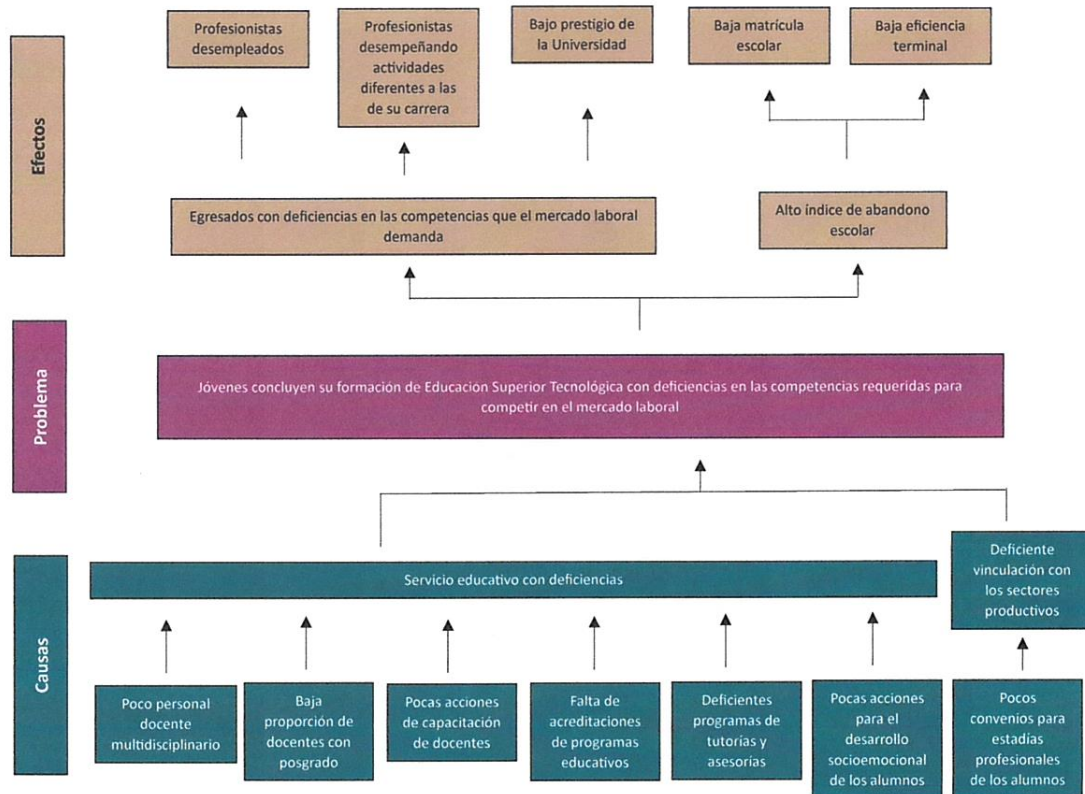 Efectos
Profesionistas
desempleados
Profesionistas
desempeñando
actividades
diferentes a las
de su carrera
Bajo prestigio de
la Universidad
Baja matrícula
escolar
Baja eficiencia
terminal
Egresados con deficiencias en las competencias que el mercado laboral
demanda
Alto índice de abandono
escolar
Problema
Jóvenes concluyen su formación de Educación Superior Tecnológica con deficiencias en las competencias requeridas para
competir en el mercado laboral
Causas
Servicio educativo con deficiencias
Deficiente
vinculación con
los sectores
productivos
Poco personal
docente
multidisciplinario
Baja
proporción de
docentes con
posgrado
Pocas acciones
de capacitación
de docentes
Falta de
acreditaciones
de programas
educativos
Deficientes
programas de
tutorías y
asesorías
Pocas acciones
para el
desarrollo
socioemocional
de los alumnos
Pocos
convenios para
estadías
profesionales
de los alumnos